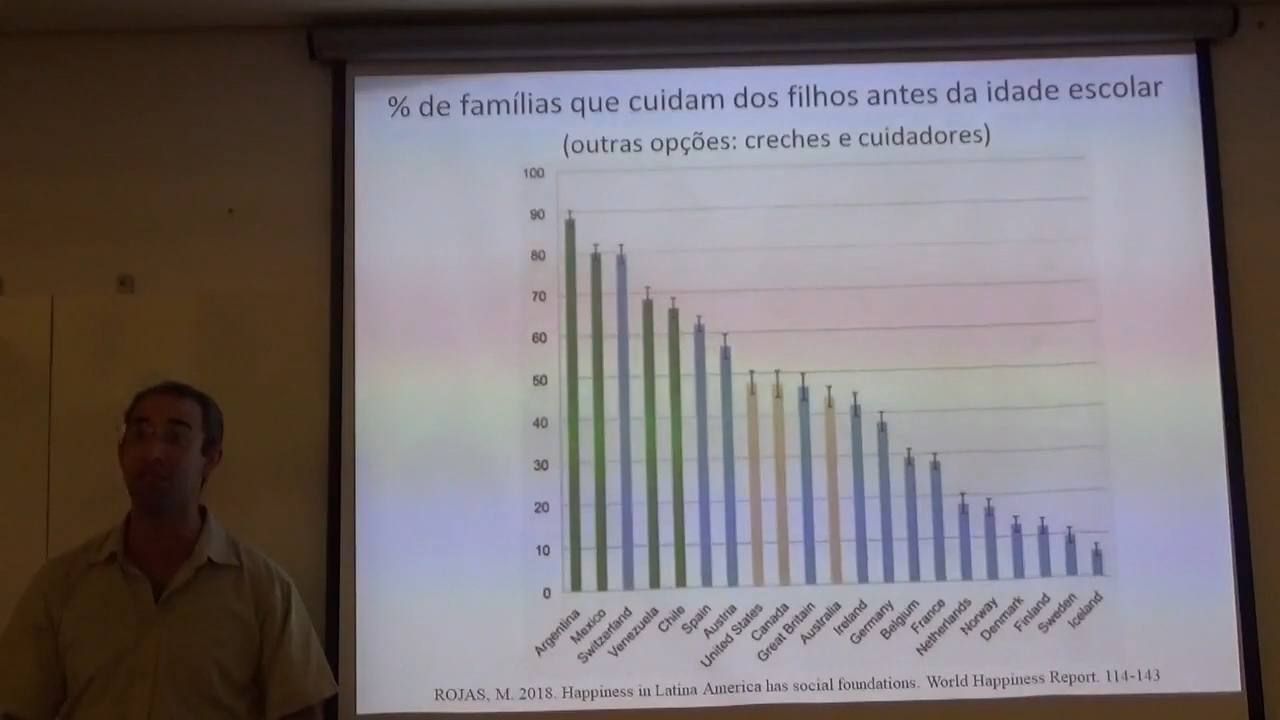 % de famílias que cuidam dos filhos antes da idade escolar
(outras opções: creches e cuidadores)
100
90
80
70
60
50
40
30
20
10
0
Argentina
Mexico
Switzerland
Venezuela
Chile
Spain
Austria
United States
Canada
Great Britain
Australia
Ireland
Germany
Belgium
France
Netherlands
Norway
Denmark
Finland
Sweden
Iceland
ROJAS, M. 2018. Happiness in Latina America has social foundations. World Happiness Report. 114-143